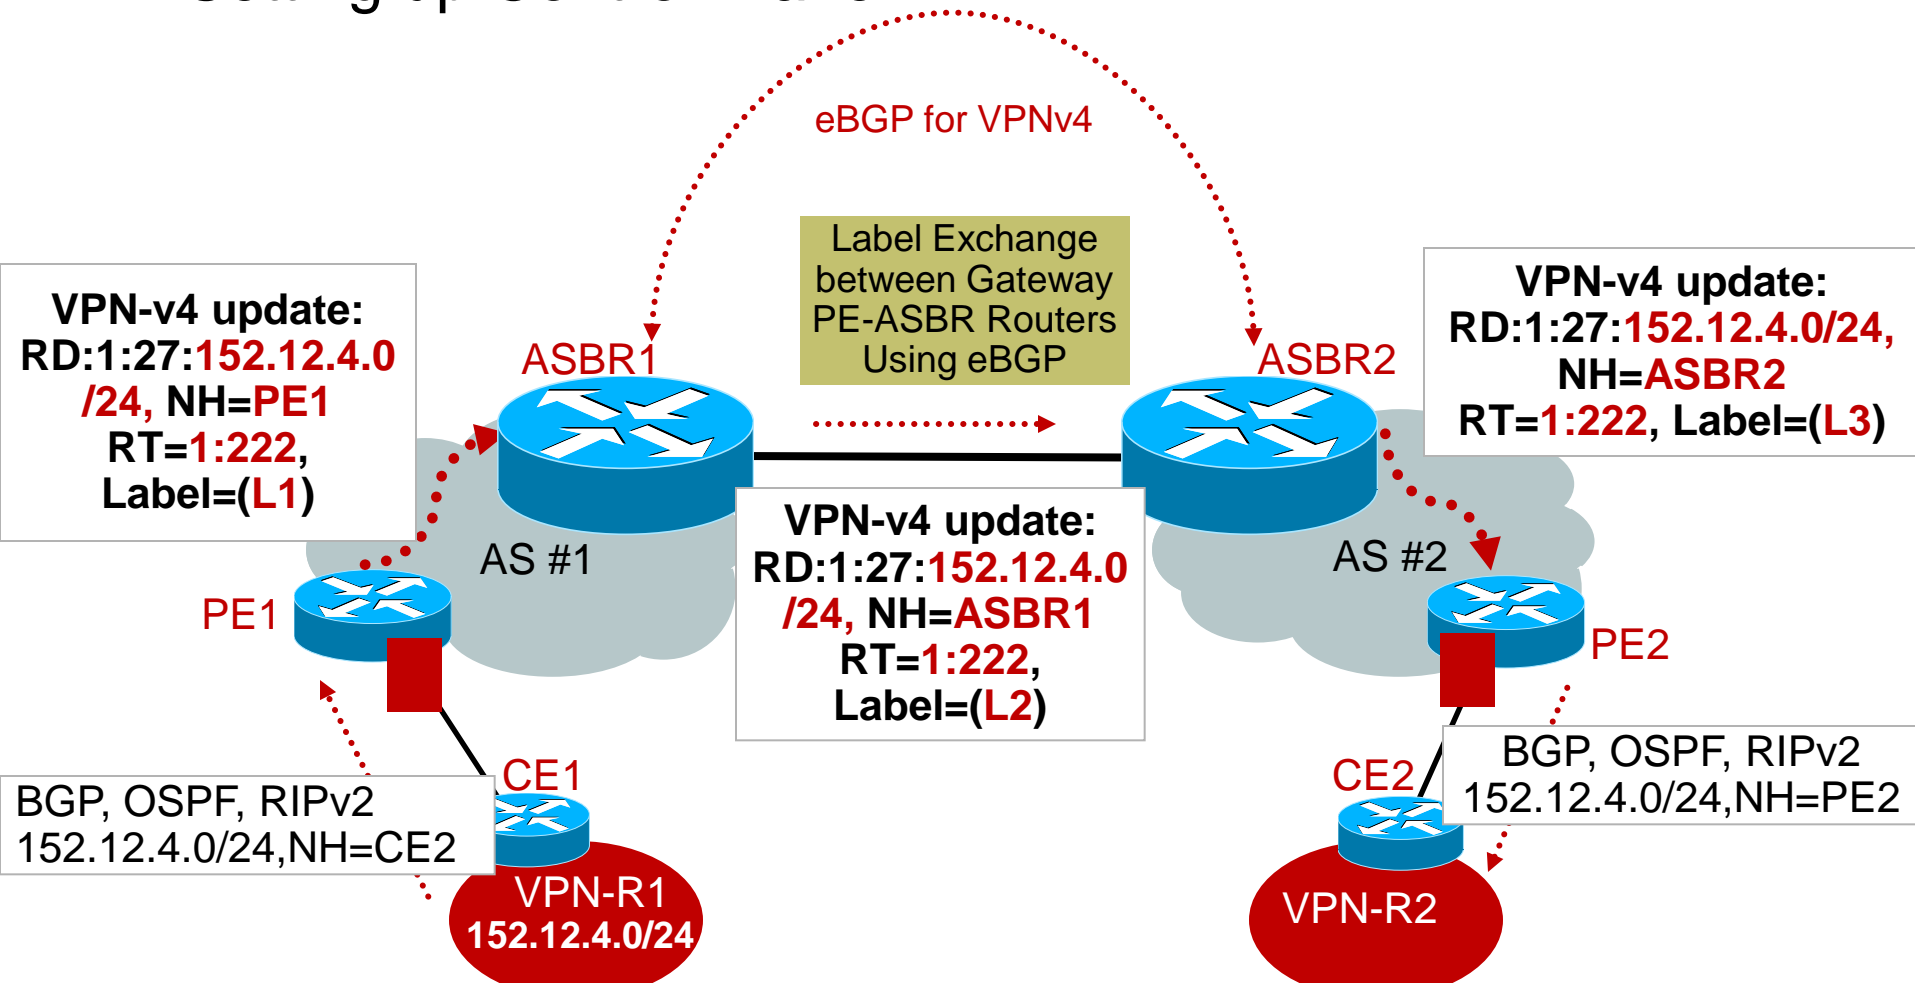 eBGP for VPNv4
Label Exchange
between Gateway
PE-ASBR Routers
Using eBGP
VPN-v4 update:
RD:1:27:152.12.4.0
/24, NH=PE1
RT=1:222,
Label=(L1)
VPN-v4 update:
RD:1:27:152.12.4.0/24,
NH=ASBR2
RT=1:222, Label=(L3)
ASBR1
ASBR2
AS #1
VPN-v4 update:
RD:1:27:152.12.4.0
/24, NH=ASBR1
RT=1:222,
Label=(L2)
AS #2
PE1
PE2
CE1
BGP, OSPF, RIPv2
152.12.4.0/24,NH=CE2
CE2
BGP, OSPF, RIPv2
152.12.4.0/24,NH=PE2
VPN-R1
152.12.4.0/24
VPN-R2